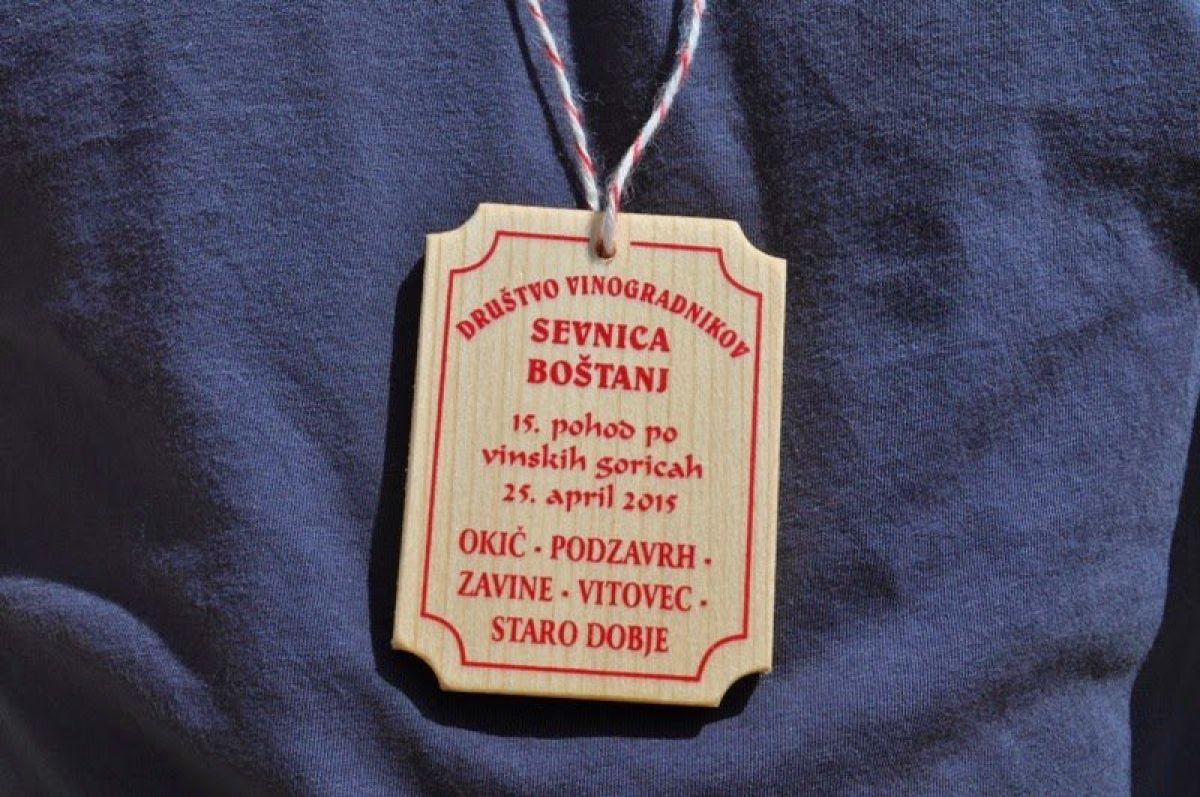 DRUŠTVO VINOGRADNIKOV
SEVNICA
BOŠTANJ
15. pohod po
vinskih goricah
25. april 2015
OKIČ · PODZAVRH ·
ZAVINE · VITOVEC ·
STARO DOBJE